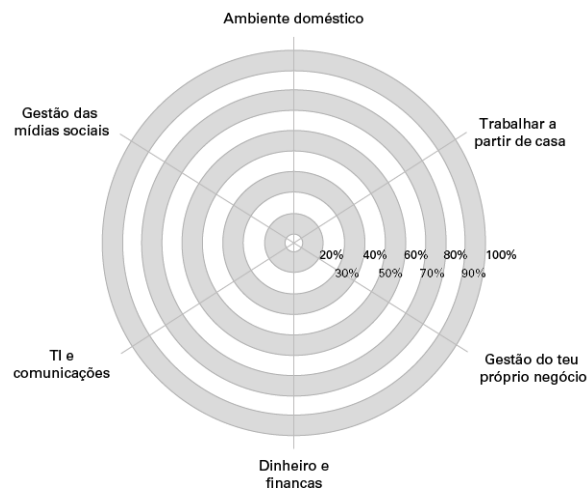 Ambiente doméstico
Gestão das
mídias sociais
Trabalhar a
partir de casa
20% 40% 60% 80% 100%
30% 50% 70% 90%
TI e
comunicações
Gestão do teu
próprio negócio
Dinheiro e
finanças